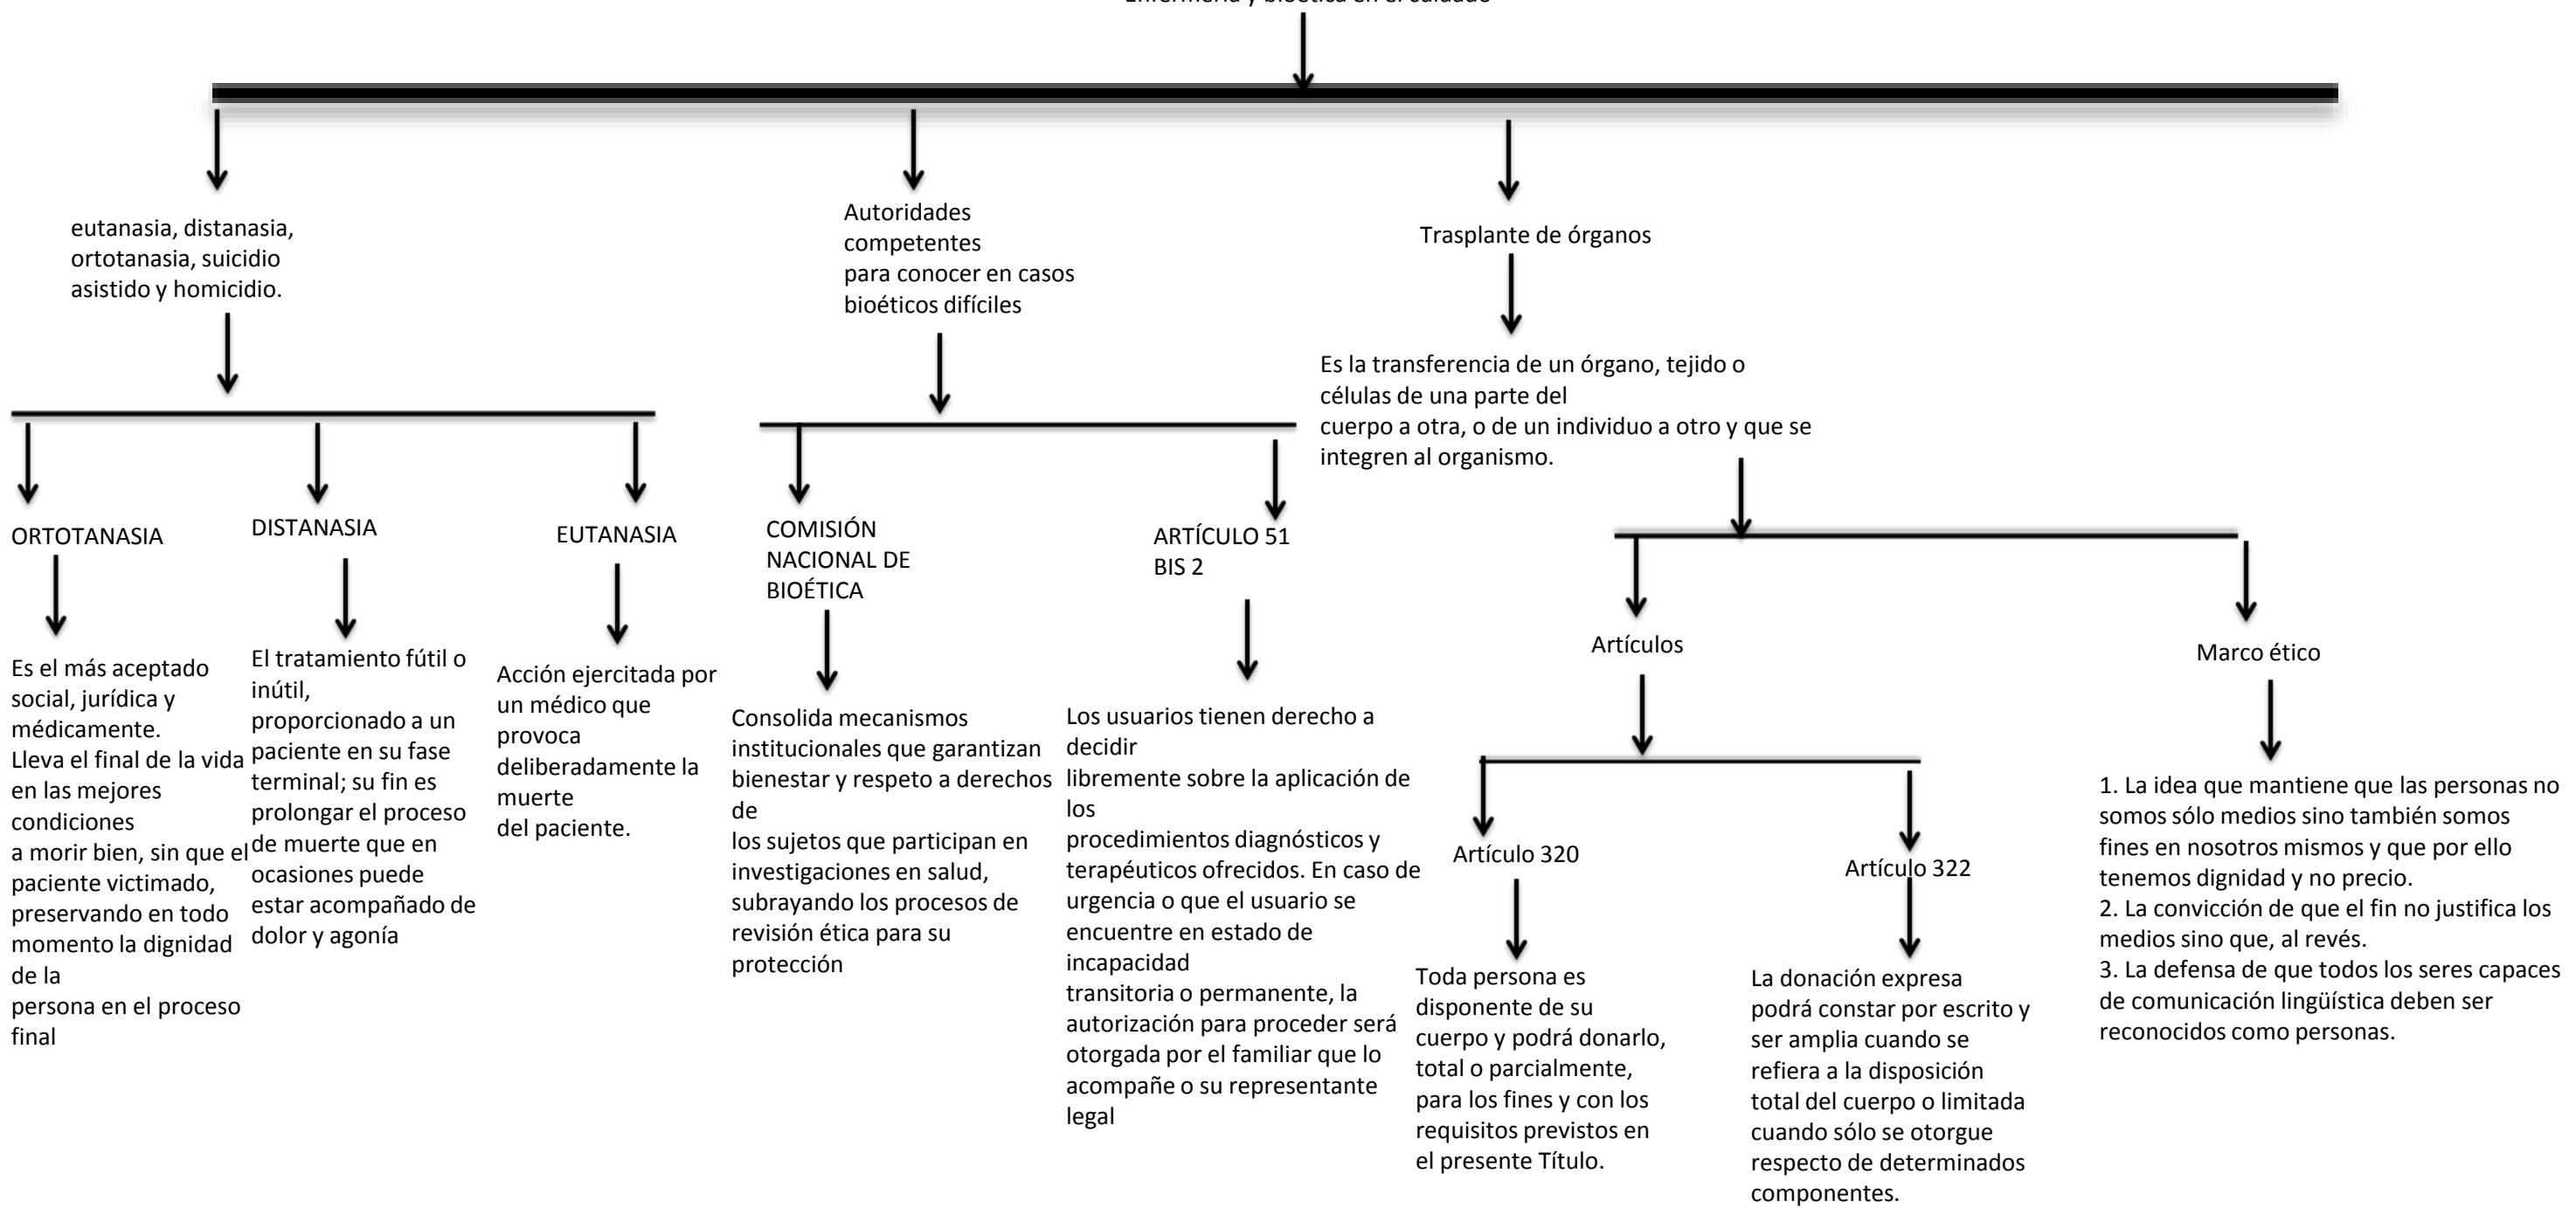 Enfermería y bioética en el cuidado
eutanasia, distanasia,
ortotanasia, suicidio
asistido y homicidio.
Autoridades
competentes
para conocer en casos
bioéticos difíciles
Trasplante de órganos
Es la transferencia de un órgano, tejido o
células de una parte del
cuerpo a otra, o de un individuo a otro y que se
integren al organismo.
ORTOTANASIA
Es el más aceptado
social, jurídica y
médicamente.
Lleva el final de la vida
en las mejores
condiciones
a morir bien, sin que el
paciente victimado,
preservando en todo
momento la dignidad
de la
persona en el proceso
final
DISTANASIA
El tratamiento fútil o
inútil,
proporcionado a un
paciente en su fase
terminal; su fin es
prolongar el proceso
de muerte que en
ocasiones puede
estar acompañado de
dolor y agonía
EUTANASIA
Acción ejercitada por
un médico que
provoca
deliberadamente la
muerte
del paciente.
COMISIÓN
NACIONAL DE
BIOÉTICA
Consolida mecanismos
institucionales que garantizan
bienestar y respeto a derechos
de
los sujetos que participan en
investigaciones en salud,
subrayando los procesos de
revisión ética para su
protección
ARTÍCULO 51
BIS 2
Los usuarios tienen derecho a
decidir
libremente sobre la aplicación de
los
procedimientos diagnósticos y
terapéuticos ofrecidos. En caso de
urgencia o que el usuario se
encuentre en estado de
incapacidad
transitoria o permanente, la
autorización para proceder será
otorgada por el familiar que lo
acompañe o su representante
legal
Artículos
Artículo 320
Toda persona es
disponente de su
cuerpo y podrá donarlo,
total o parcialmente,
para los fines y con los
requisitos previstos en
el presente Título.
Artículo 322
La donación expresa
podrá constar por escrito y
ser amplia cuando se
refiera a la disposición
total del cuerpo o limitada
cuando sólo se otorgue
respecto de determinados
componentes.
Marco ético
1. La idea que mantiene que las personas no
somos sólo medios sino también somos
fines en nosotros mismos y que por ello
tenemos dignidad y no precio.
2. La convicción de que el fin no justifica los
medios sino que, al revés.
3. La defensa de que todos los seres capaces
de comunicación lingüística deben ser
reconocidos como personas.